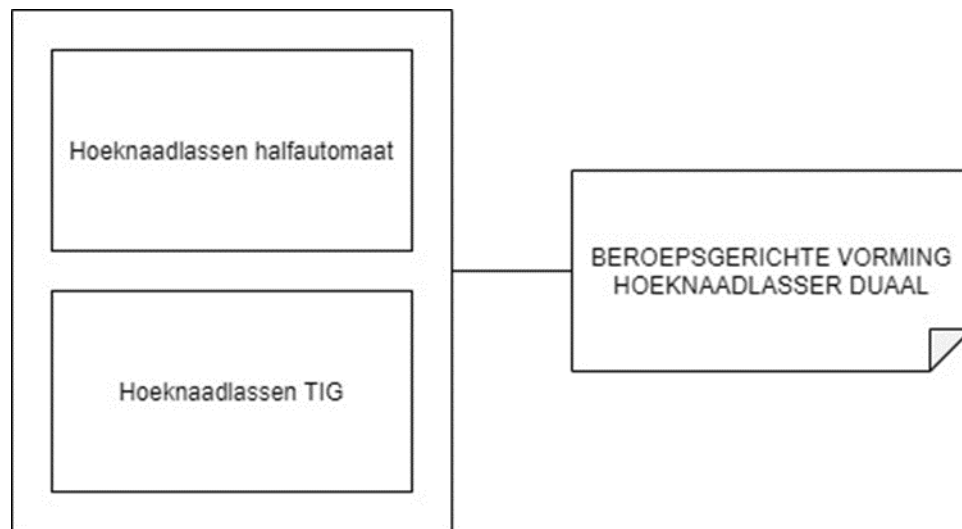 Hoeknaadlassen halfautomaat
BEROEPSGERICHTE VORMING
HOEKNAADLASSER DUAAL
Hoeknaadlassen TIG